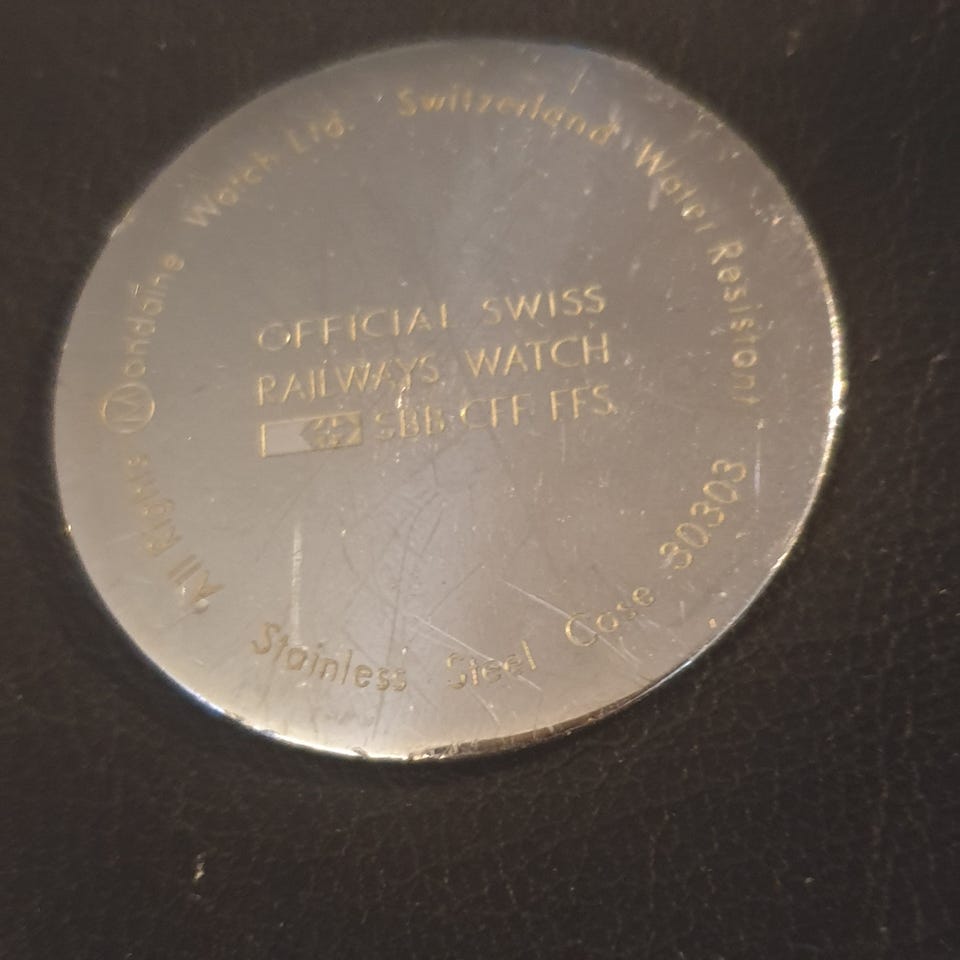 All Rights Mondaine Watch Ltd. Switzerland Water Resistant
OFFICIAL SWISS
RAILWAYS WATCH
SBB CFF FFS
Stainless Steel Case 30303